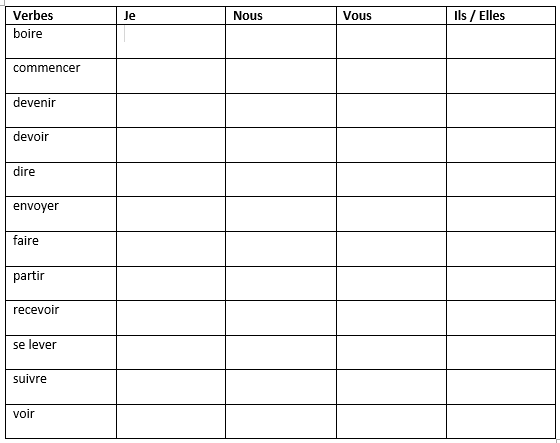 Verbes Je Nous Vous Ils / Elles
boire
commencer
devenir
devoir
dire
envoyer
faire
partir
recevoir
se lever
suivre
voir